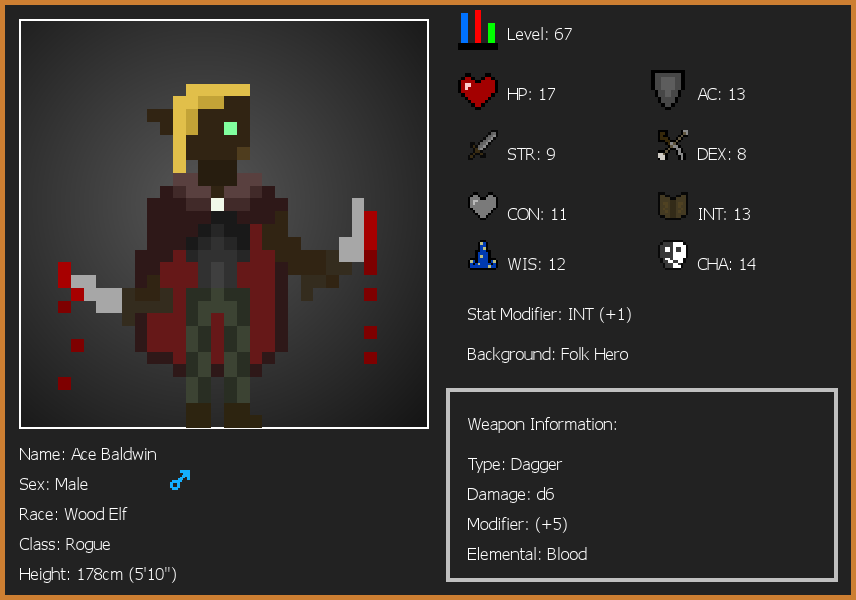 Level: 67
HP: 17
AC: 13
STR: 9
DEX: 8
CON: 11
INT: 13
WIS: 12
CHA: 14
Stat Modifier: INT (+1)
Background: Folk Hero
Weapon Information:
Type: Dagger
Damage: d6
Modifier: (+5)
Elemental: Blood
Name: Ace Baldwin
Sex: Male
Race: Wood Elf
Class: Rogue
Height: 178cm (5'10")